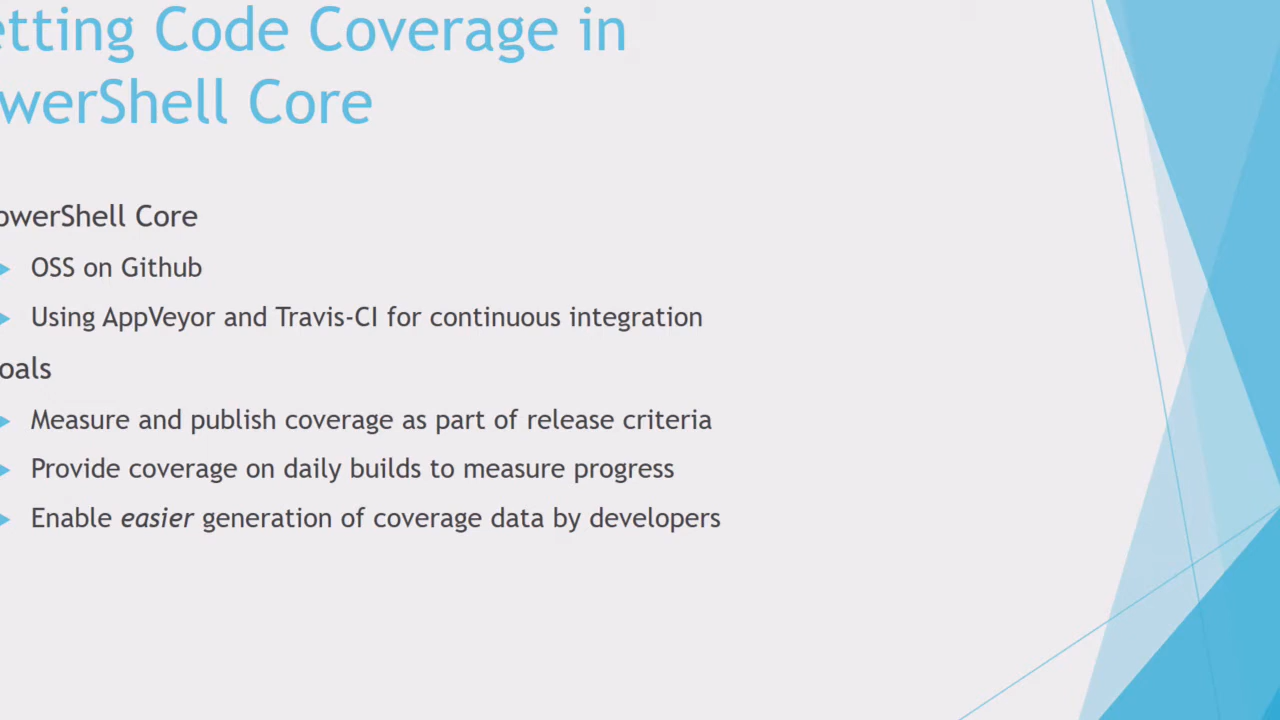 etting Code Coverage in
werShell Core
owerShell Core
OSS on Github
Using AppVeyor and Travis-CI for continuous integration
oals
Measure and publish coverage as part of release criteria
Provide coverage on daily builds to measure progress
Enable easier generation of coverage data by developers